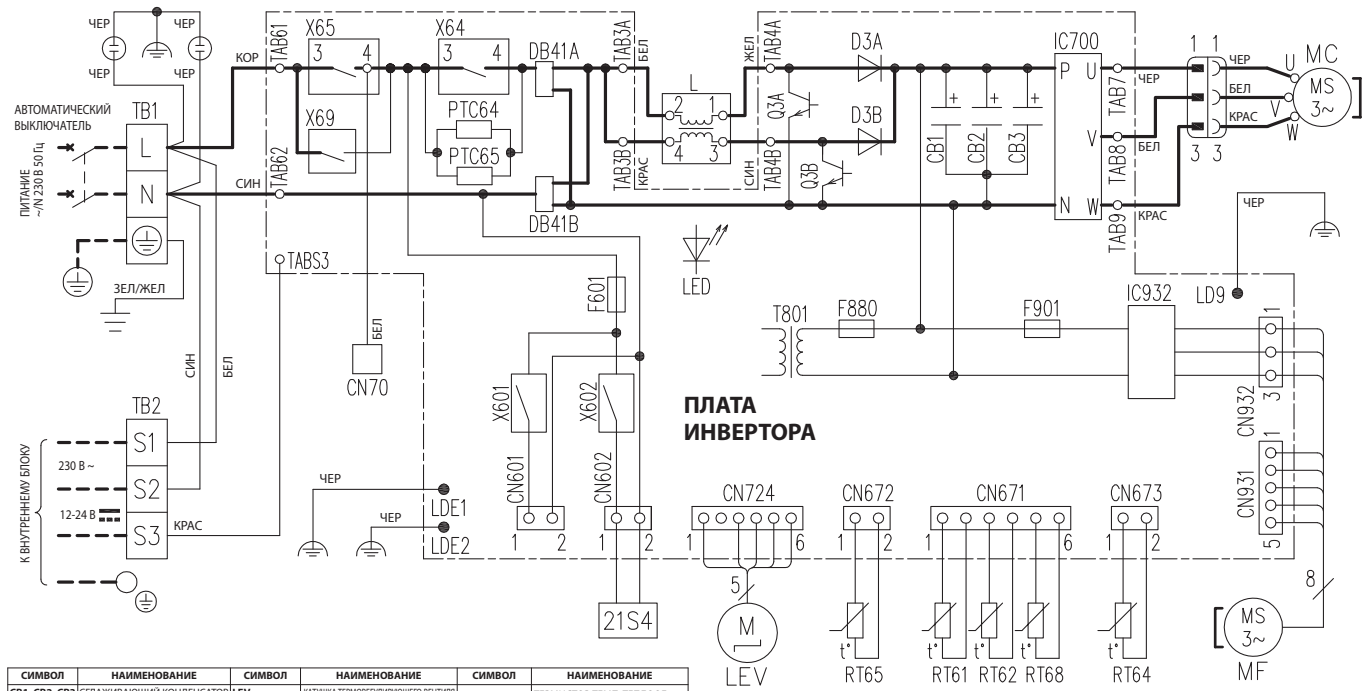 ЧЕР
ЧЕР
ЧЕР
ЧЕР
АВТОМАТИЧЕСКИЙ
ВЫКЛЮЧАТЕЛЬ
ПИТАНИЕ
~/N 230 В 50 Гц
TB1
L
N
ЗЕЛ/ЖЕЛ
КОР
СИН
TAB61
TAB62
X65
3 4
X69
X64
3 4
PTC64
PTC65
DB41A
DB41B
TAB3A
БЕЛ
TAB3B
КРАС
L
2 1
4 3
ЖЕЛ
TAB4A
СИН
TAB4B
Q3A
Q3B
D3A
D3B
CB1
+
CB2
+
CB3
+
IC700
P U
V
N W
TAB7
TAB8
TAB9
ЧЕР
БЕЛ
КРАС
1 1
3 3
ЧЕР
БЕЛ
КРАС
U
V
W
MC
MS
3~
ЧЕР
LD9
TABS3
LED
F601
БЕЛ
CN70
СИН
БЕЛ
TB2
S1
S2
S3
К ВНУТРЕННЕМУ БЛОКУ
230 В ~
12-24 В
КРАС
X601
X602
CN601
1 2
CN602
1 2
21S4
ЧЕР
LDE1
ЧЕР
LDE2
T801
F880
F901
IC932
1
CN932
3
1
CN931
5
ПЛАТА
ИНВЕРТОРА
CN724
1 6
5
M
LEV
CN672
1 2
t°
RT65
CN671
1 6
t° t° t°
RT61 RT62 RT68
CN673
1 2
t°
RT64
8
MS
3~
MF
СИМВОЛ НАИМЕНОВАНИЕ СИМВОЛ НАИМЕНОВАНИЕ СИМВОЛ НАИМЕНОВАНИЕ